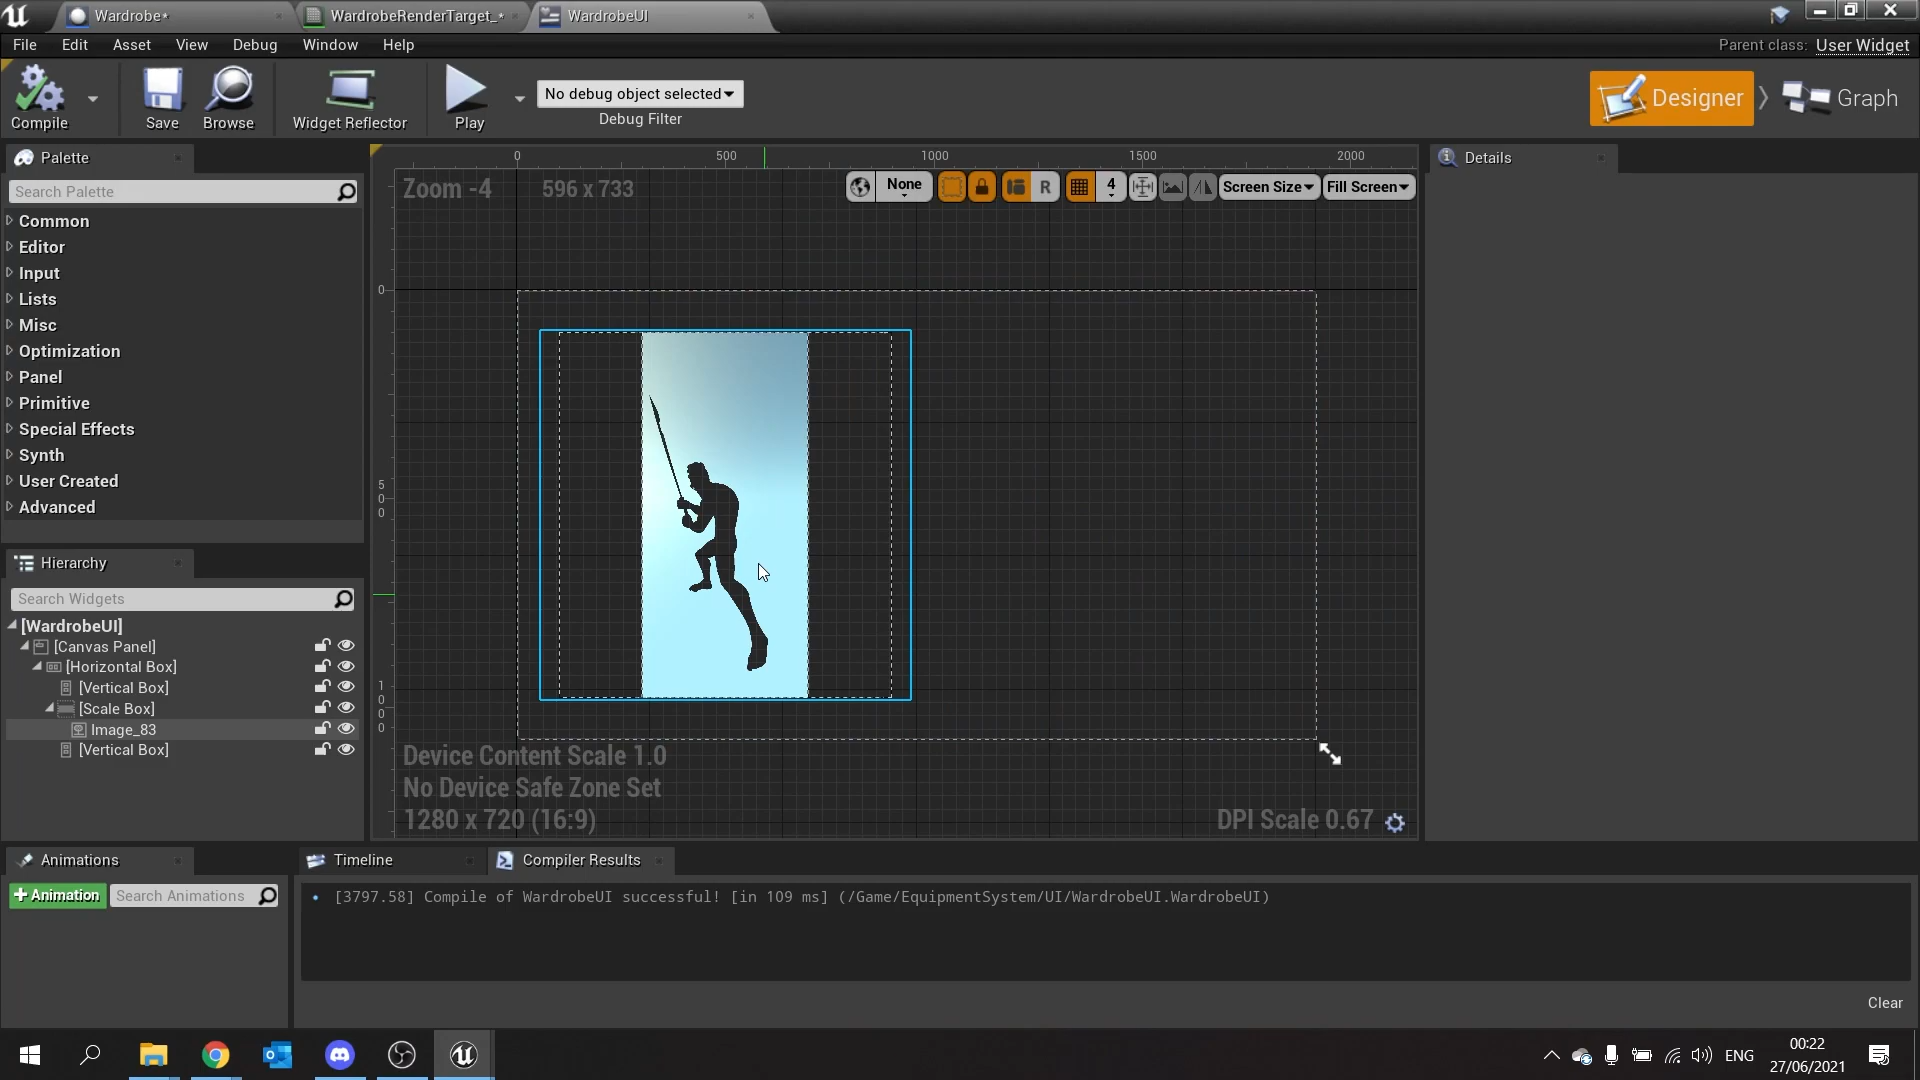 Wardrobe*
WardrobeRenderTarget_*
WardrobeUI
File
Edit
Asset
View
Debug
Window
Help
Parent class:
User Widget
Compile
Save
Browse
Widget Reflector
Play
No debug object selected
Debug Filter
Designer
Graph
Palette
Search Palette
Common
Editor
Input
Lists
Misc
Optimization
Panel
Primitive
Special Effects
Synth
User Created
Advanced
Hierarchy
Search Widgets
[WardrobeUI]
[Canvas Panel]
[Horizontal Box]
[Vertical Box]
[Scale Box]
Image_83
[Vertical Box]
0
500
1000
1500
2000
Zoom -4
596 x 733
None
R
4
Screen Size
Fill Screen
0
5
0
0
1
0
0
0
Device Content Scale 1.0
No Device Safe Zone Set
1280 x 720 (16:9)
DPI Scale 0.67
Details
Animations
+Animation
Search Animations
Timeline
Compiler Results
[3797.58] Compile of WardrobeUI successful! [in 109 ms] (/Game/EquipmentSystem/UI/WardrobeUI.WardrobeUI)
Clear
ENG
00:22
27/06/2021